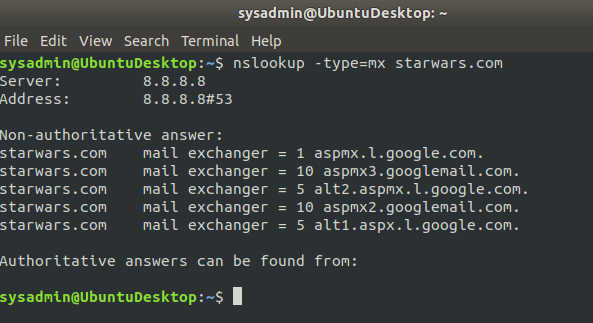 sysadmin@UbuntuDesktop: ~
File Edit View Search Terminal Help
sysadmin@UbuntuDesktop:~$ nslookup -type=mx starwars.com
Server: 8.8.8.8
Address: 8.8.8.8#53
Non-authoritative answer:
starwars.com mail exchanger = 1 aspmx.l.google.com.
starwars.com mail exchanger = 10 aspmx3.googlemail.com.
starwars.com mail exchanger = 5 alt2.aspmx.l.google.com.
starwars.com mail exchanger = 10 aspmx2.googlemail.com.
starwars.com mail exchanger = 5 alt1.aspx.l.google.com.
Authoritative answers can be found from:
sysadmin@UbuntuDesktop:~$